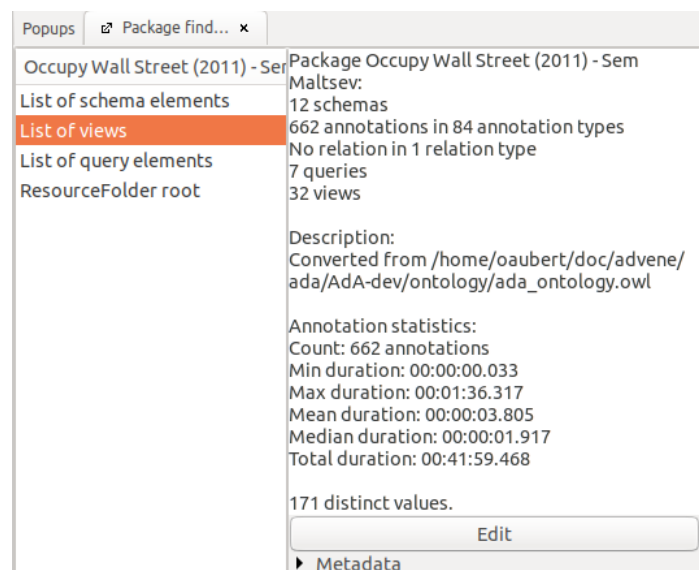 Popups
Package find... ×
Occupy Wall Street (2011) - Ser
List of schema elements
List of views
List of query elements
ResourceFolder root
Package Occupy Wall Street (2011) - Sem
Maltsev:
12 schemas
662 annotations in 84 annotation types
No relation in 1 relation type
7 queries
32 views
Description:
Converted from /home/oaubert/doc/advene/
ada/AdA-dev/ontology/ada_ontology.owl
Annotation statistics:
Count: 662 annotations
Min duration: 00:00:00.033
Max duration: 00:01:36.317
Mean duration: 00:00:03.805
Median duration: 00:00:01.917
Total duration: 00:41:59.468
171 distinct values.
Edit
Metadata